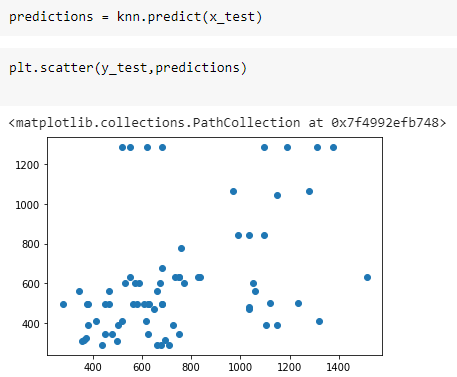 predictions = knn.predict(x_test)
plt.scatter(y_test,predictions)
<matplotlib.collections.PathCollection at 0x7f4992efb748>
1200
1000
800
600
400
400 600 800 1000 1200 1400